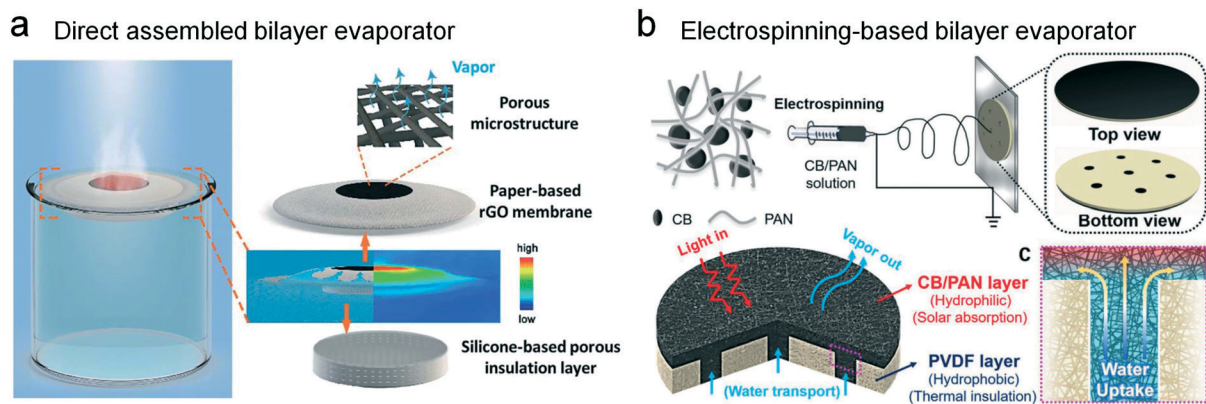 a Direct assembled bilayer evaporator
Vapor
Porous
microstructure
Paper-based
rGO membrane
high
low
Silicone-based porous
insulation layer
b Electrospinning-based bilayer evaporator
Electrospinning
CB/PAN
solution
CB
PAN
Top view
Bottom view
Light in
Vapor out
CB/PAN layer
(Hydrophilic)
(Solar absorption)
PVDF layer
(Hydrophobic)
(Thermal insulation)
(Water transport)
c
Water
Uptake